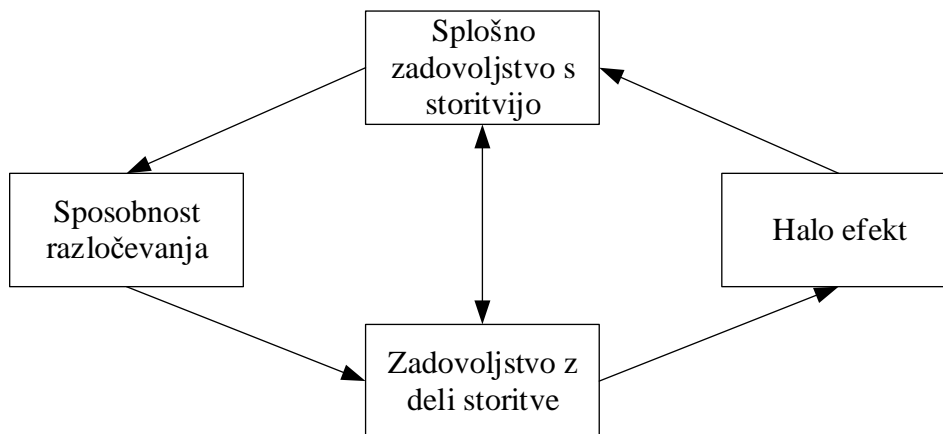 Splošno
zadovoljstvo s
storitvijo
Sposobnost
razločevanja
Halo efekt
Zadovoljstvo z
deli storitve